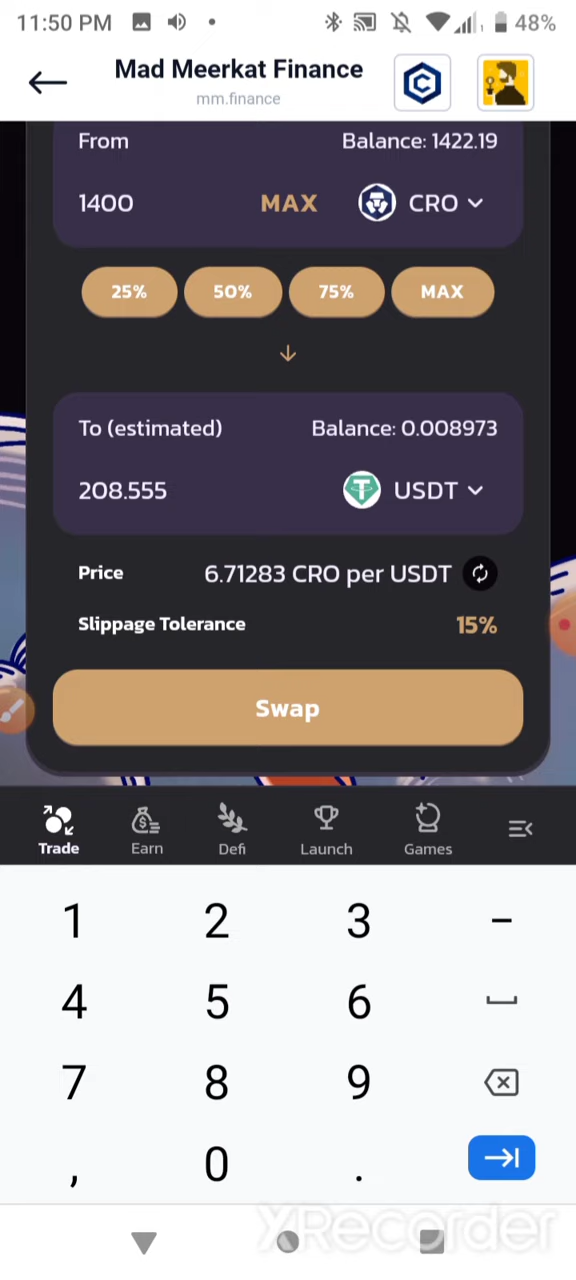 11:50 PM 48%
Mad Meerkat Finance
mm.finance
From Balance: 1422.19
1400 MAX CRO
25% 50% 75% MAX
To (estimated) Balance: 0.008973
208.555 USDT
Price 6.71283 CRO per USDT
Slippage Tolerance 15%
Swap
Trade Earn Defi Launch Games
1 2 3 -
4 5 6
7 8 9
, 0 .
XRecorder